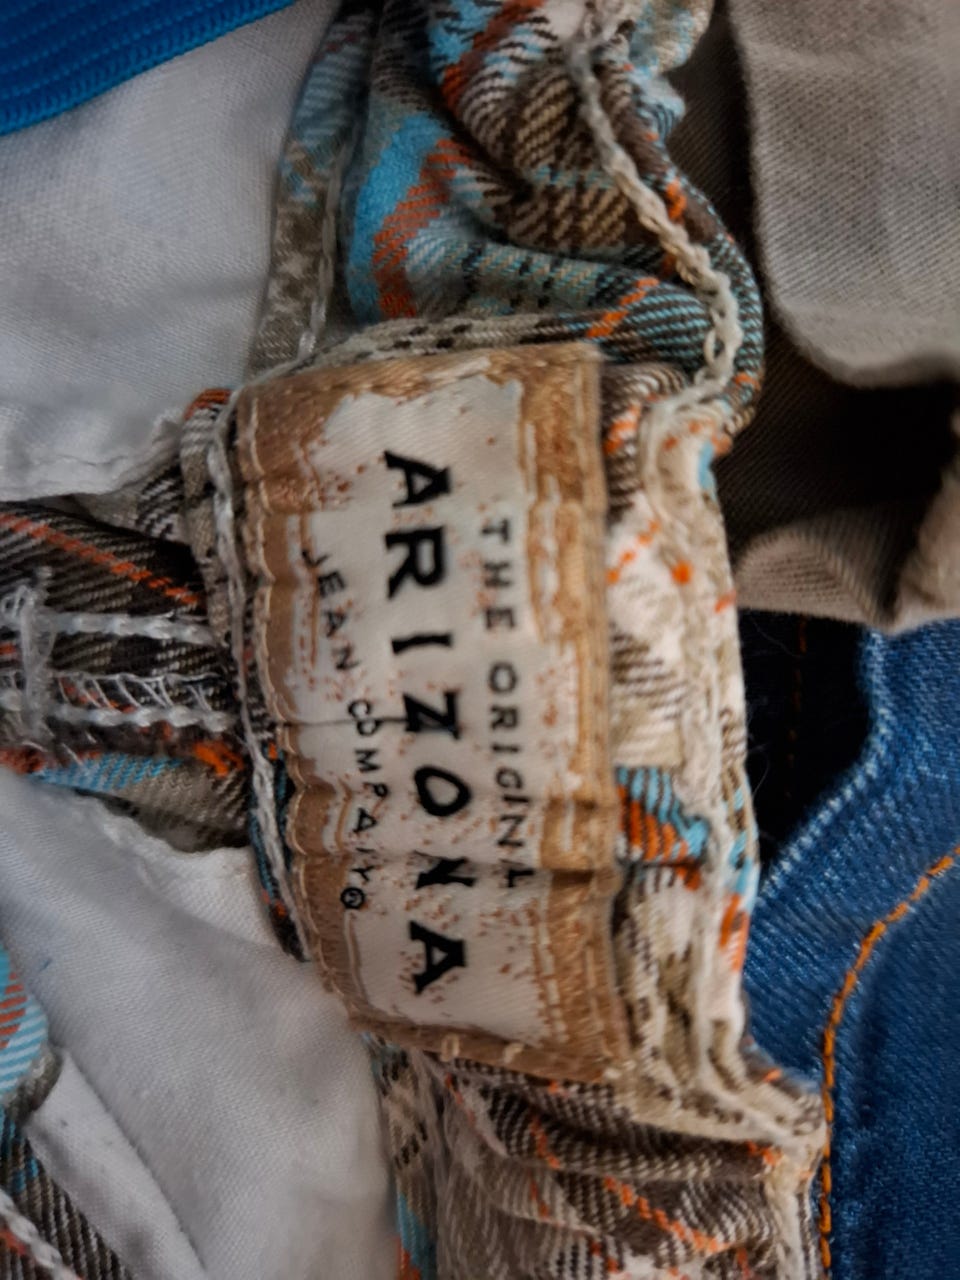 THE ORIGINAL
ARIZONA
JEAN COMPANY®